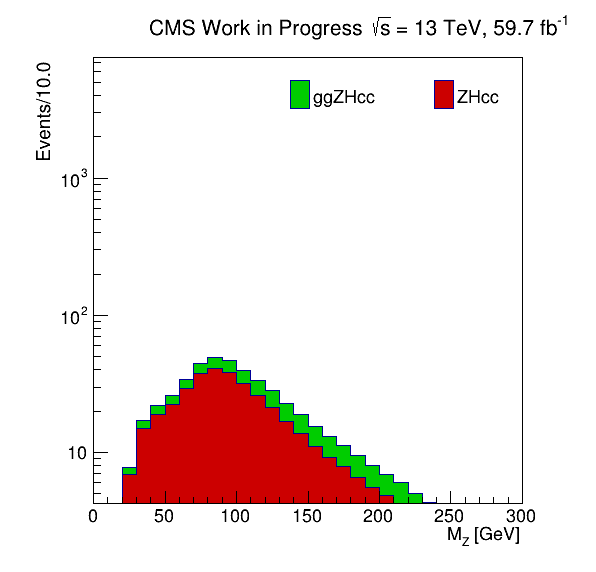 CMS Work in Progress √s = 13 TeV, 59.7 fb⁻¹
Events/10.0
ggZHcc ZHcc
10³
10²
10
0 50 100 150 200 250 300
M_Z [GeV]